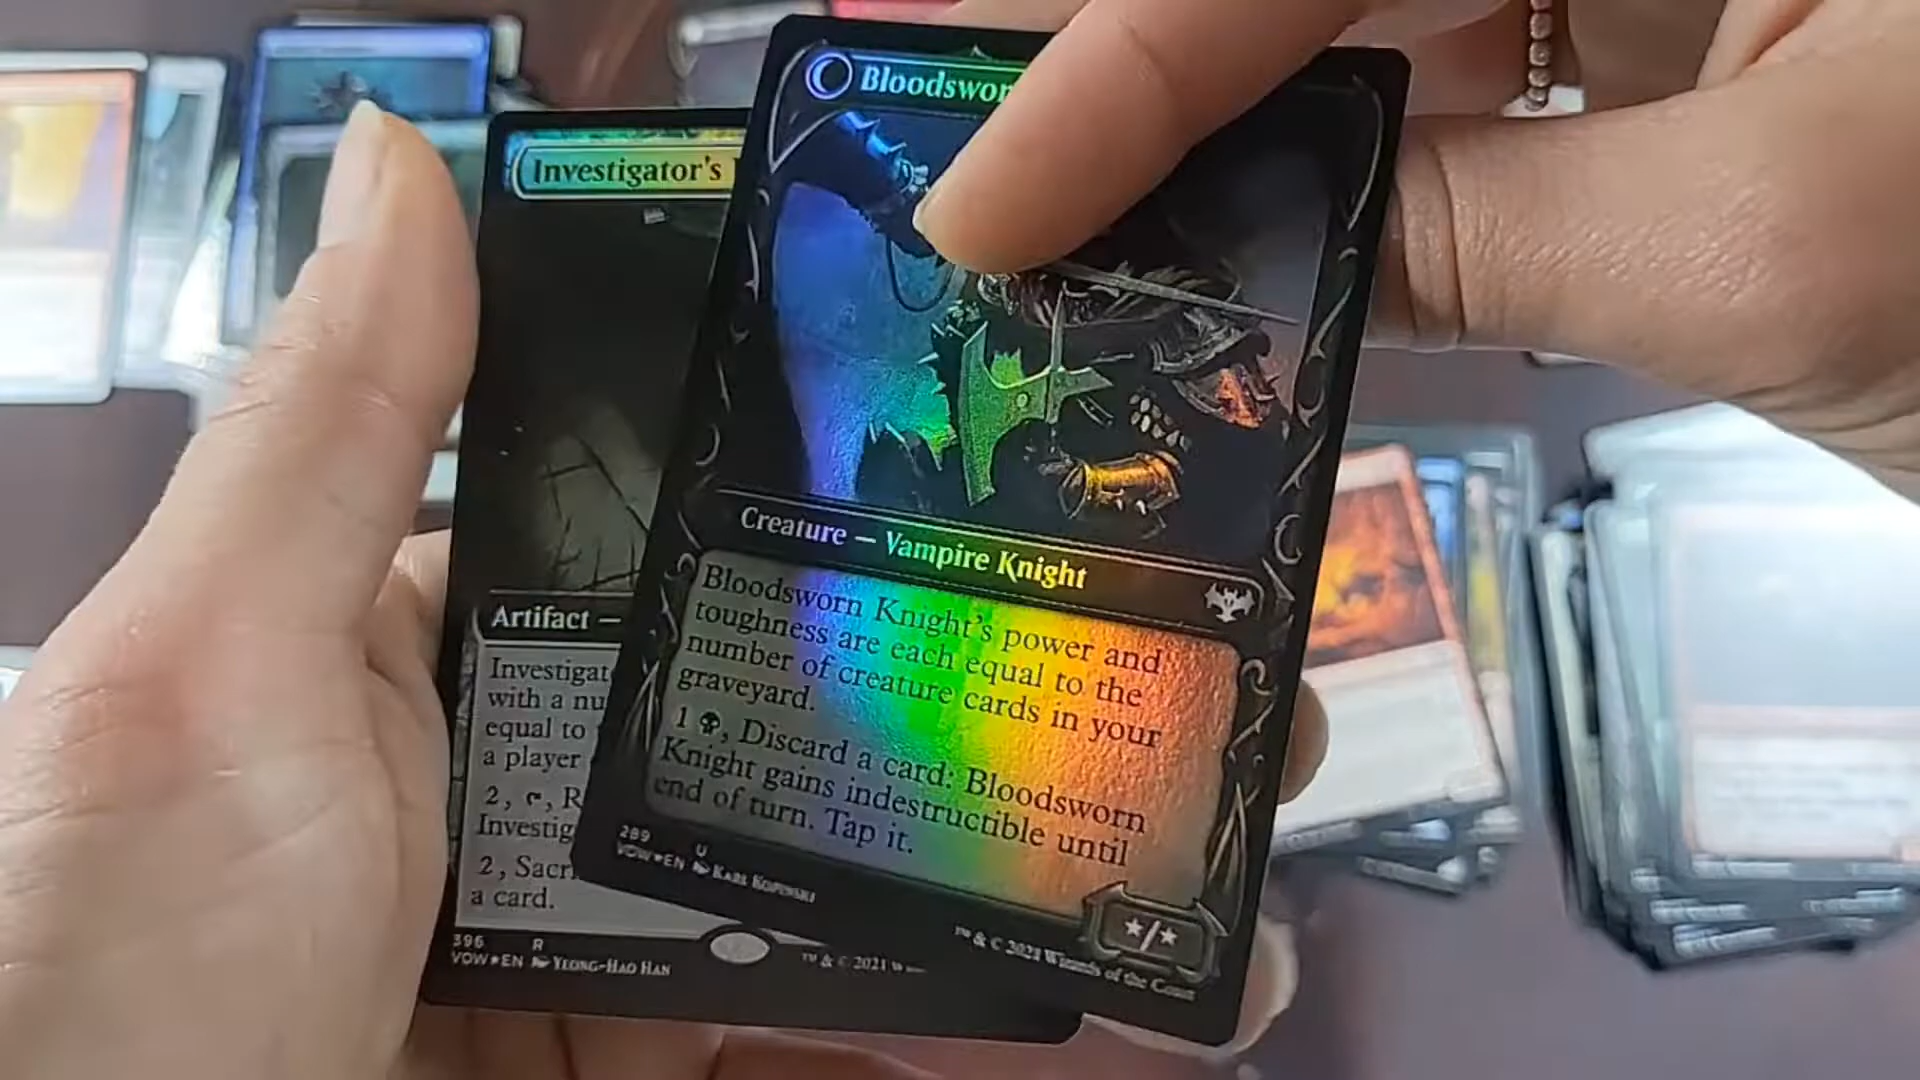 Bloodswor
Creature — Vampire Knight
Bloodsworn Knight's power and
toughness are each equal to the
number of creature cards in your
graveyard.
1 , Discard a card: Bloodsworn
Knight gains indestructible until
end of turn. Tap it.
289 U
VOW★EN KARL KOPINSKI
™ & © 2021 Wizards of the Coast
★/★
Investigator's
Artifact —
Investigat
with a nu
equal to
a player
2, , R
Investig
2, Sacri
a card.
396 R
VOW★EN YEONG-HAO HAN
™ & © 2021 W